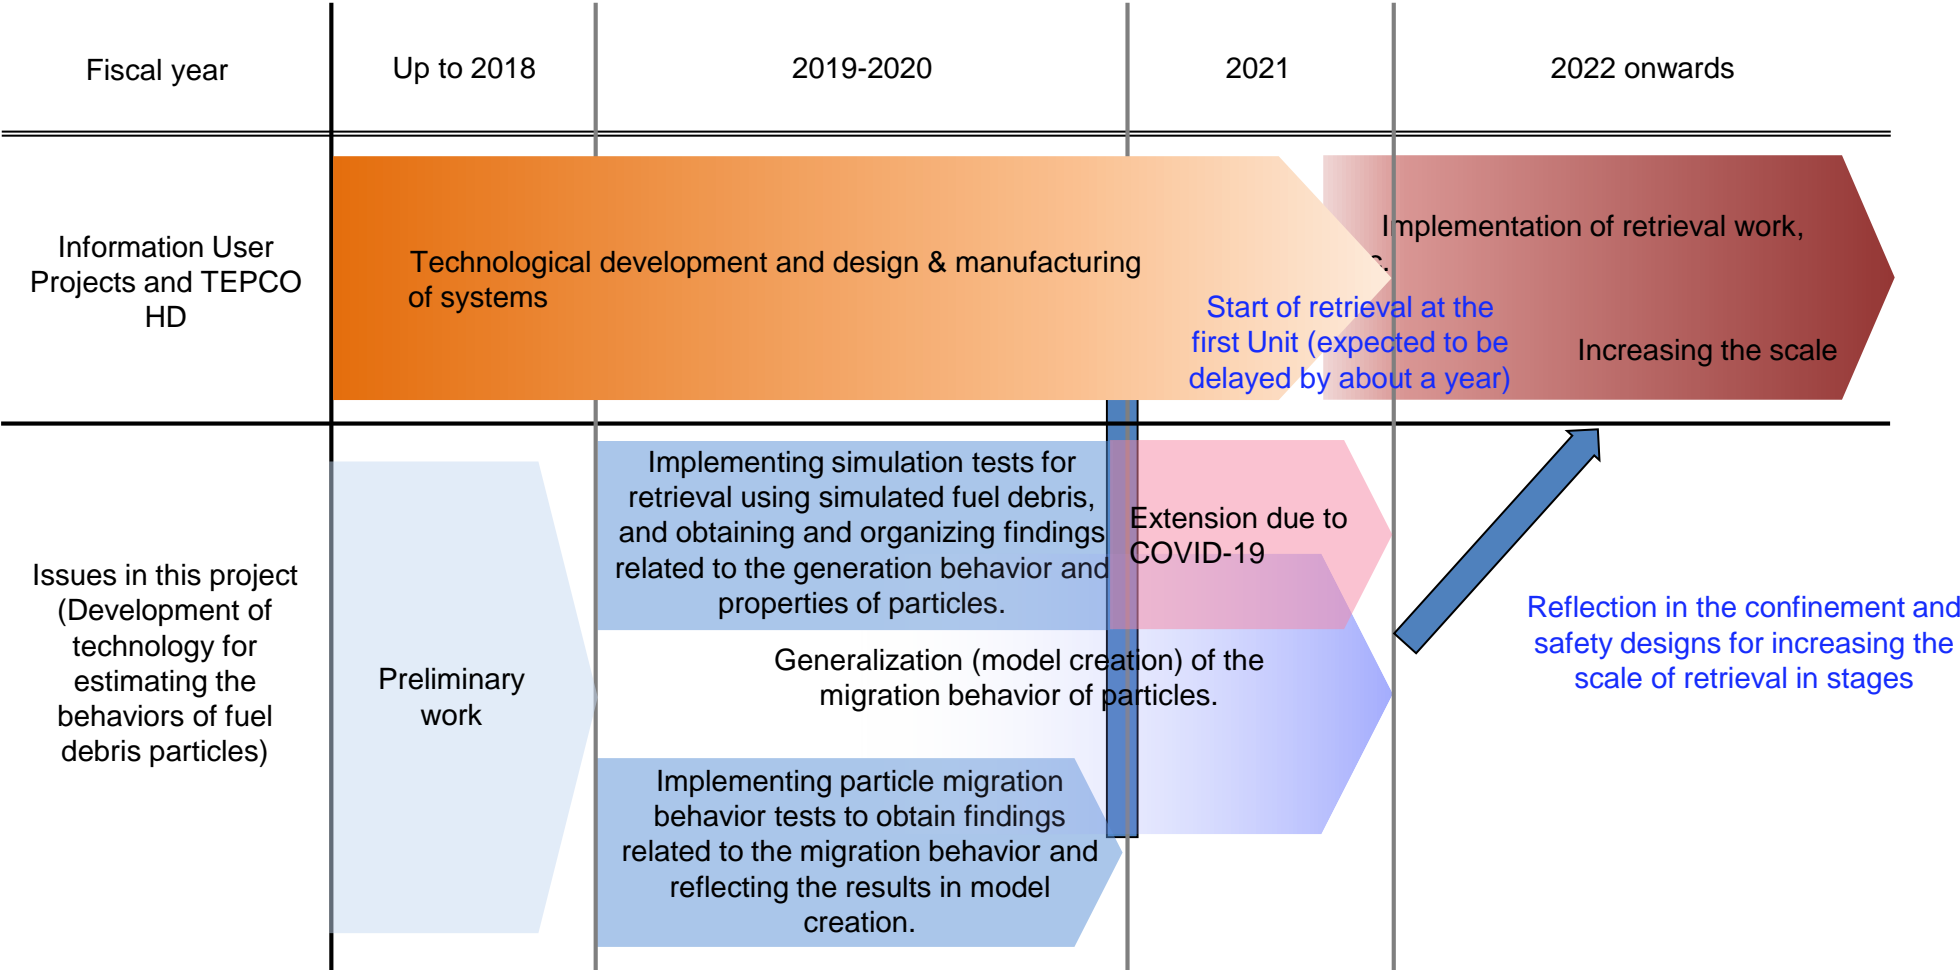 Fiscal year
Up to 2018
2019-2020
2021
2022 onwards
Information User
Projects and TEPCO
HD
Technological development and design & manufacturing
of systems
Implementation of retrieval work,
Start of retrieval at the
first Unit (expected to be
delayed by about a year)
Increasing the scale
Issues in this project
(Development of
technology for
estimating the
behaviors of fuel
debris particles)
Preliminary
work
Implementing simulation tests for
retrieval using simulated fuel debris,
and obtaining and organizing findings
related to the generation behavior and
properties of particles.
Extension due to
COVID-19
Generalization (model creation) of the
migration behavior of particles.
Implementing particle migration
behavior tests to obtain findings
related to the migration behavior and
reflecting the results in model
creation.
Reflection in the confinement and
safety designs for increasing the
scale of retrieval in stages